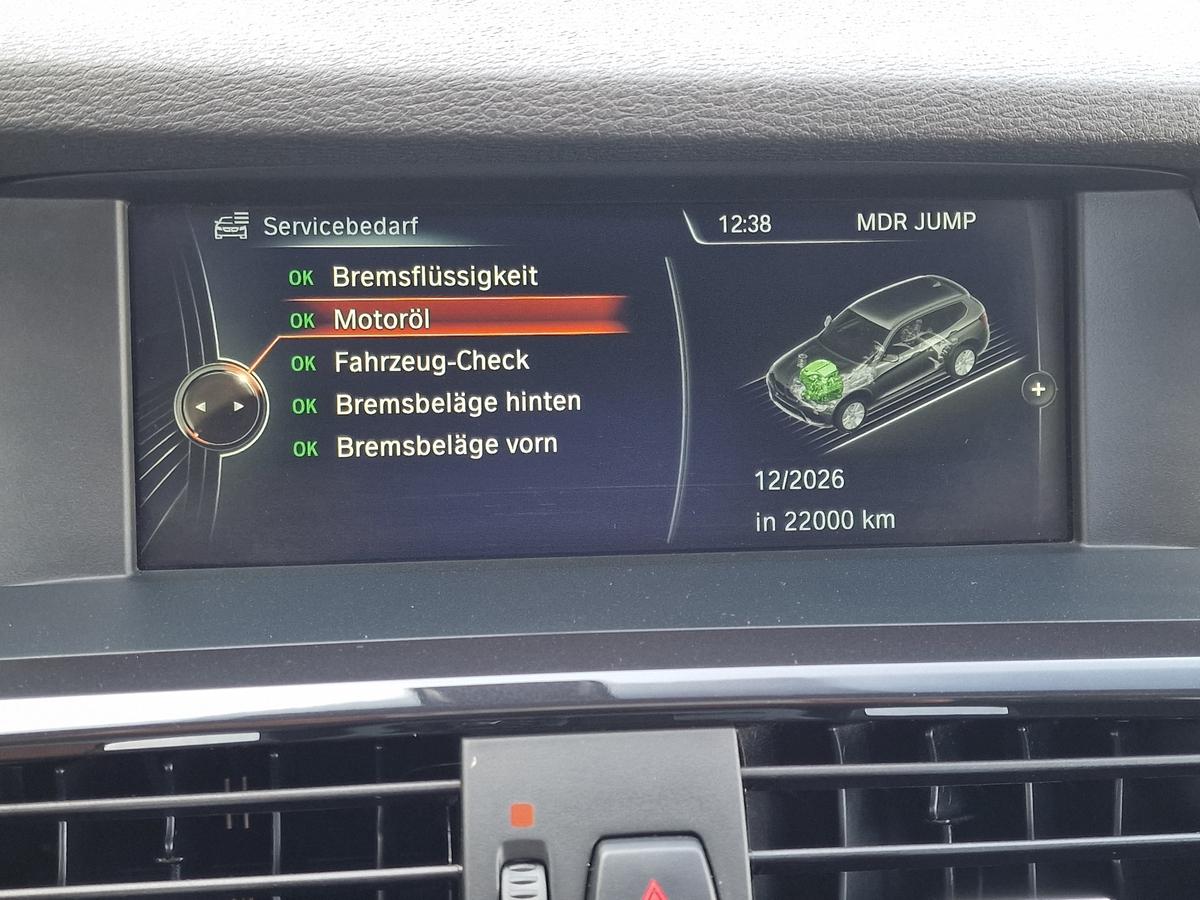 Servicebedarf
12:38
MDR JUMP
OK Bremsflüssigkeit
OK Motoröl
OK Fahrzeug-Check
OK Bremsbeläge hinten
OK Bremsbeläge vorn
12/2026
in 22000 km